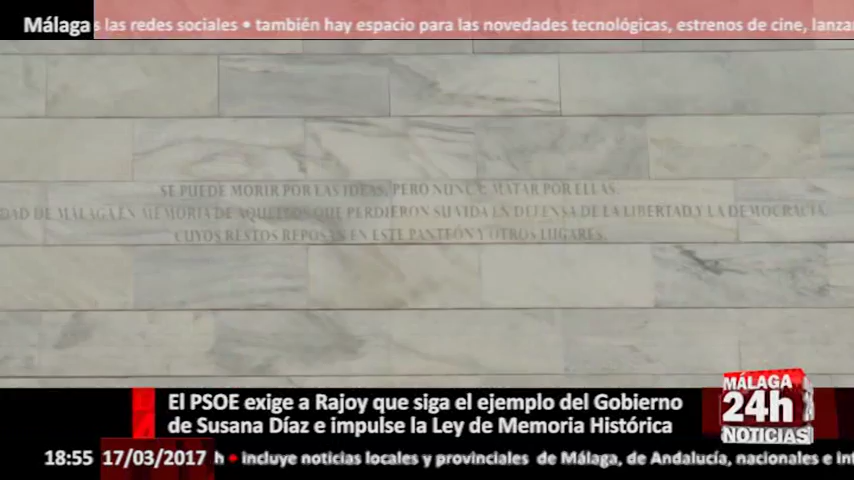 Málaga s las redes sociales • también hay espacio para las novedades tecnológicas, estrenos de cine, lanza
SE PUEDE MORIR POR LAS IDEAS, PERO NUNCA MATAR POR ELLAS.
DAD DE MÁLAGA EN MEMORIA DE AQUELLOS QUE PERDIERON SU VIDA EN DEFENSA DE LA LIBERTAD Y LA DEMOCRACIA
CUYOS RESTOS REPOSAN EN ESTE PANTEÓN Y OTROS LUGARES.
El PSOE exige a Rajoy que siga el ejemplo del Gobierno
de Susana Díaz e impulse la Ley de Memoria Histórica
MÁLAGA
24h
NOTICIAS
18:55 17/03/2017 h • Incluye noticias locales y provinciales de Málaga, de Andalucía, nacionales e int